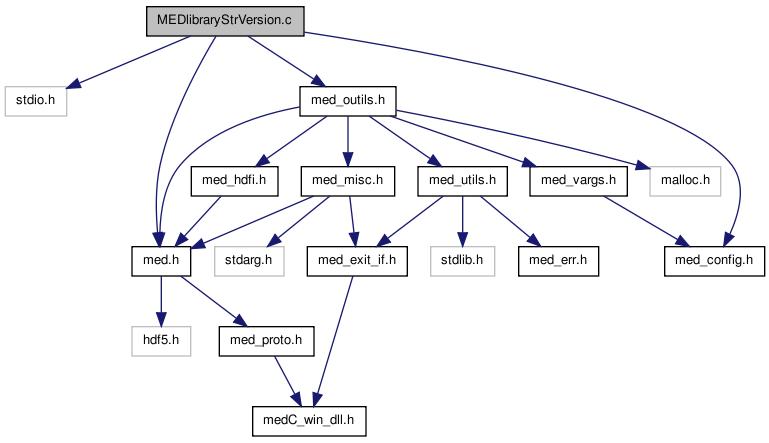 MEDlibraryStrVersion.c
stdio.h
med_outils.h
med_hdfi.h
med_misc.h
med_utils.h
med_vargs.h
malloc.h
med.h
stdarg.h
med_exit_if.h
stdlib.h
med_err.h
med_config.h
hdf5.h
med_proto.h
medC_win_dll.h